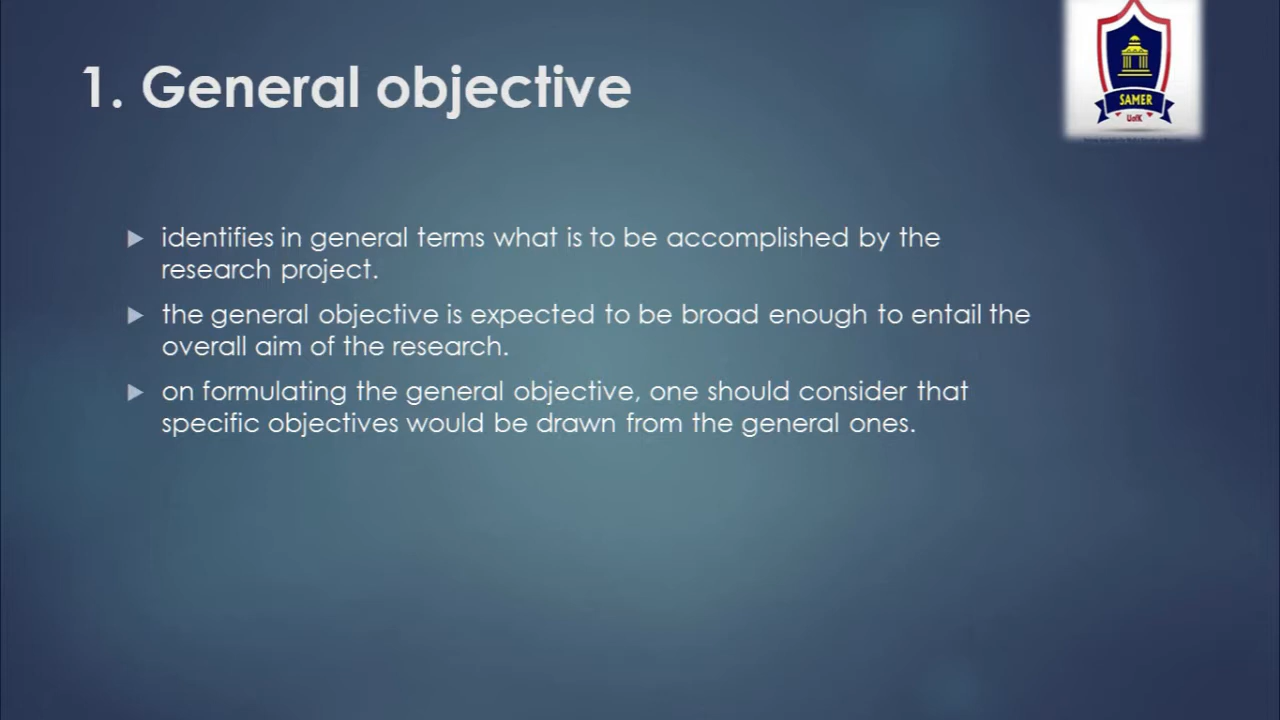 1. General objective
SAMER
UofK
identifies in general terms what is to be accomplished by the
research project.
the general objective is expected to be broad enough to entail the
overall aim of the research.
on formulating the general objective, one should consider that
specific objectives would be drawn from the general ones.